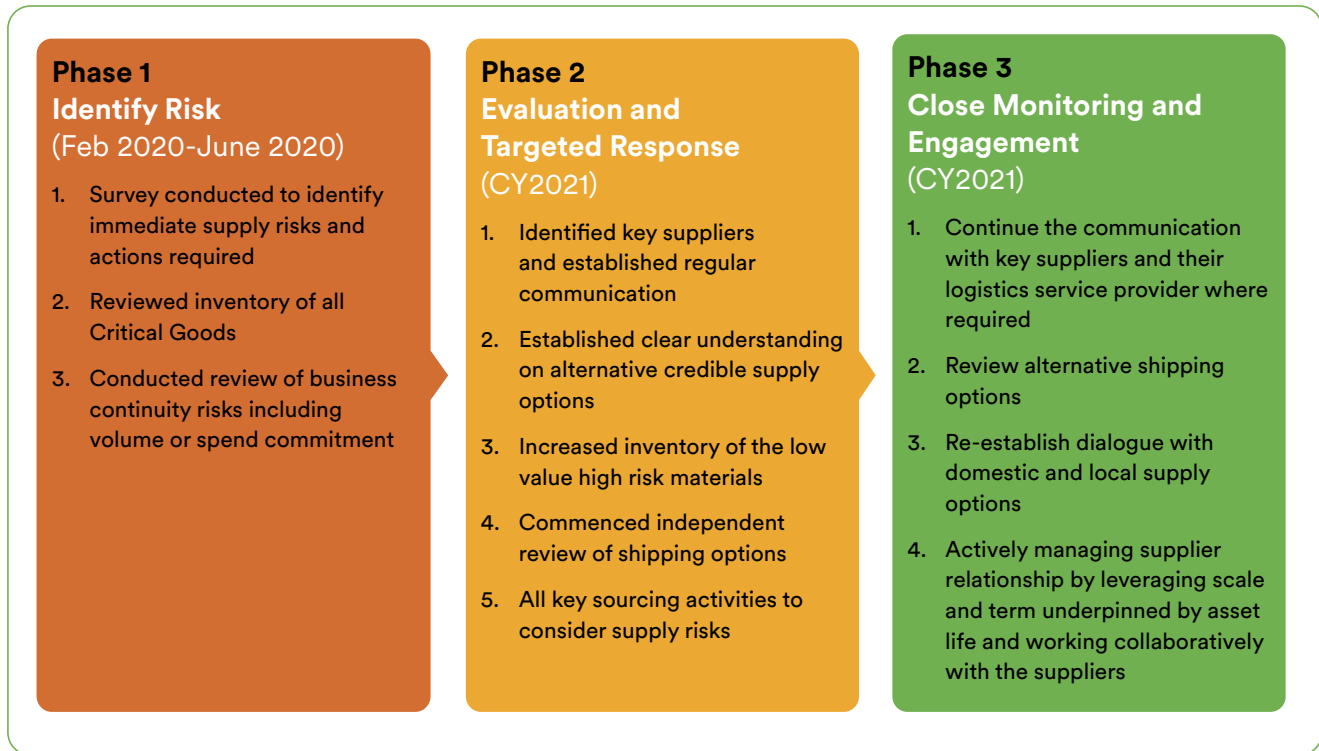 Phase 1
Identify Risk
(Feb 2020-June 2020)
1. Survey conducted to identify
immediate supply risks and
actions required
2. Reviewed inventory of all
Critical Goods
3. Conducted review of business
continuity risks including
volume or spend commitment
Phase 2
Evaluation and
Targeted Response
(CY2021)
1. Identified key suppliers
and established regular
communication
2. Established clear understanding
on alternative credible supply
options
3. Increased inventory of the low
value high risk materials
4. Commenced independent
review of shipping options
5. All key sourcing activities to
consider supply risks
Phase 3
Close Monitoring and
Engagement
(CY2021)
1. Continue the communication
with key suppliers and their
logistics service provider where
required
2. Review alternative shipping
options
3. Re-establish dialogue with
domestic and local supply
options
4. Actively managing supplier
relationship by leveraging scale
and term underpinned by asset
life and working collaboratively
with the suppliers